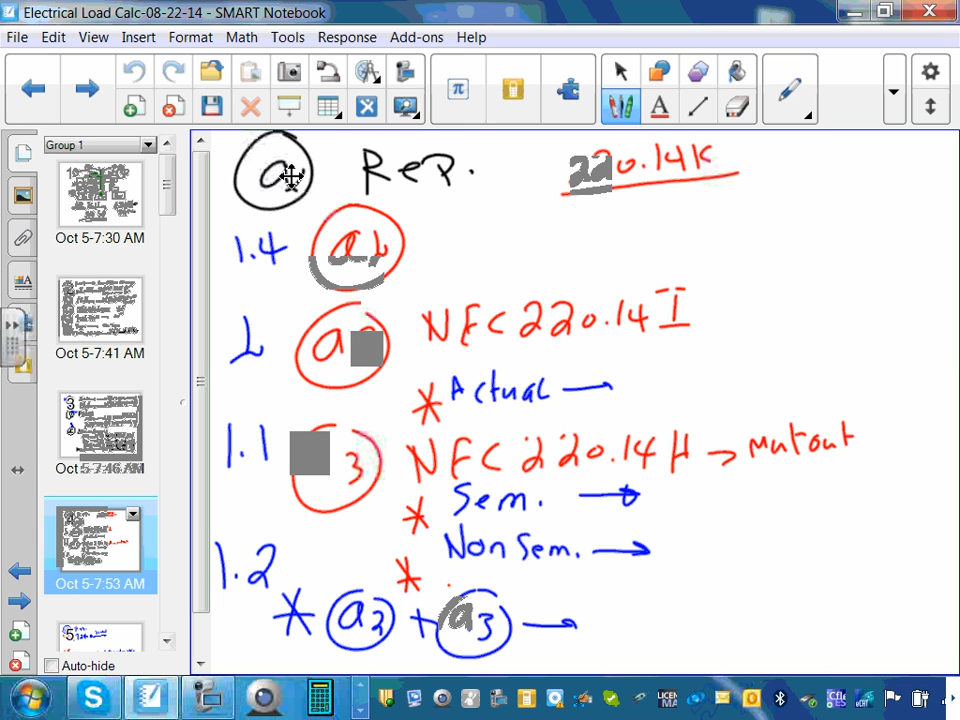 Electrical Load Calc-08-22-14 - SMART Notebook
File Edit View Insert Format Math Tools Response Add-ons Help
Group 1
Oct 5-7:30 AM
Oct 5-7:41 AM
Oct 5-7:46 AM
Oct 5-7:53 AM
Auto-hide
a Rep. 220.14K
1.4
L NEC 220.14 I
* Actual →
1.1 3 NEC 220.14 H →
* Sem. →
Non Sem. →
1.2 *
* a2 + a3 →